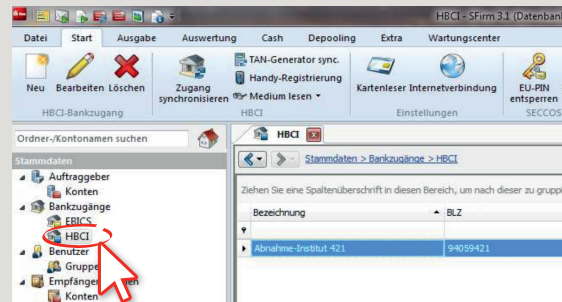 HBCI - SFirm 3.1 (Datenban
Datei Start Ausgabe Auswertung Cash Depooling Extra Wartungscenter
Neu Bearbeiten Löschen Zugang synchronisieren TAN-Generator sync. Kartenleser Internetverbindung EU-PIN entsperren
Handy-Registrierung
Medium lesen
HBCI-Bankzugang HBCI Einstellungen SECCOS
Ordner-/Kontonamen suchen
HBCI
Stammdaten
Stammdaten > Bankzugänge > HBCI
Auftraggeber
Konten
Ziehen Sie eine Spaltenüberschrift in diesen Bereich, um nach dieser zu grupp
Bankzugänge
EBICS
Bezeichnung BLZ
HBCI
Benutzer
Abnahme-Institut 421 94059421
Gruppe
Empfänger
Konten